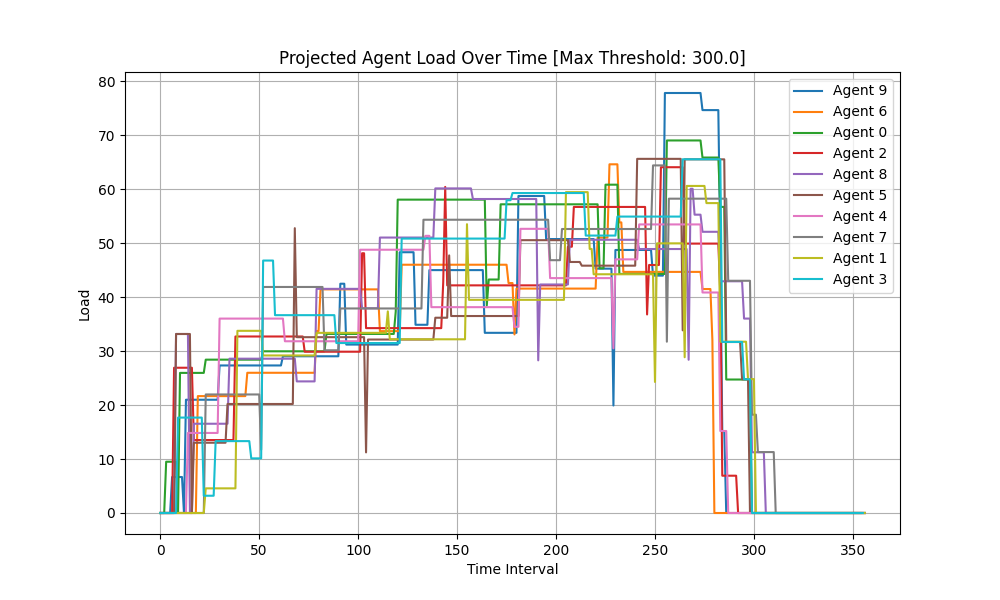 Projected Agent Load Over Time [Max Threshold: 300.0]
Load
80
70
60
50
40
30
20
10
0
0 50 100 150 200 250 300 350
Time Interval
Agent 9
Agent 6
Agent 0
Agent 2
Agent 8
Agent 5
Agent 4
Agent 7
Agent 1
Agent 3